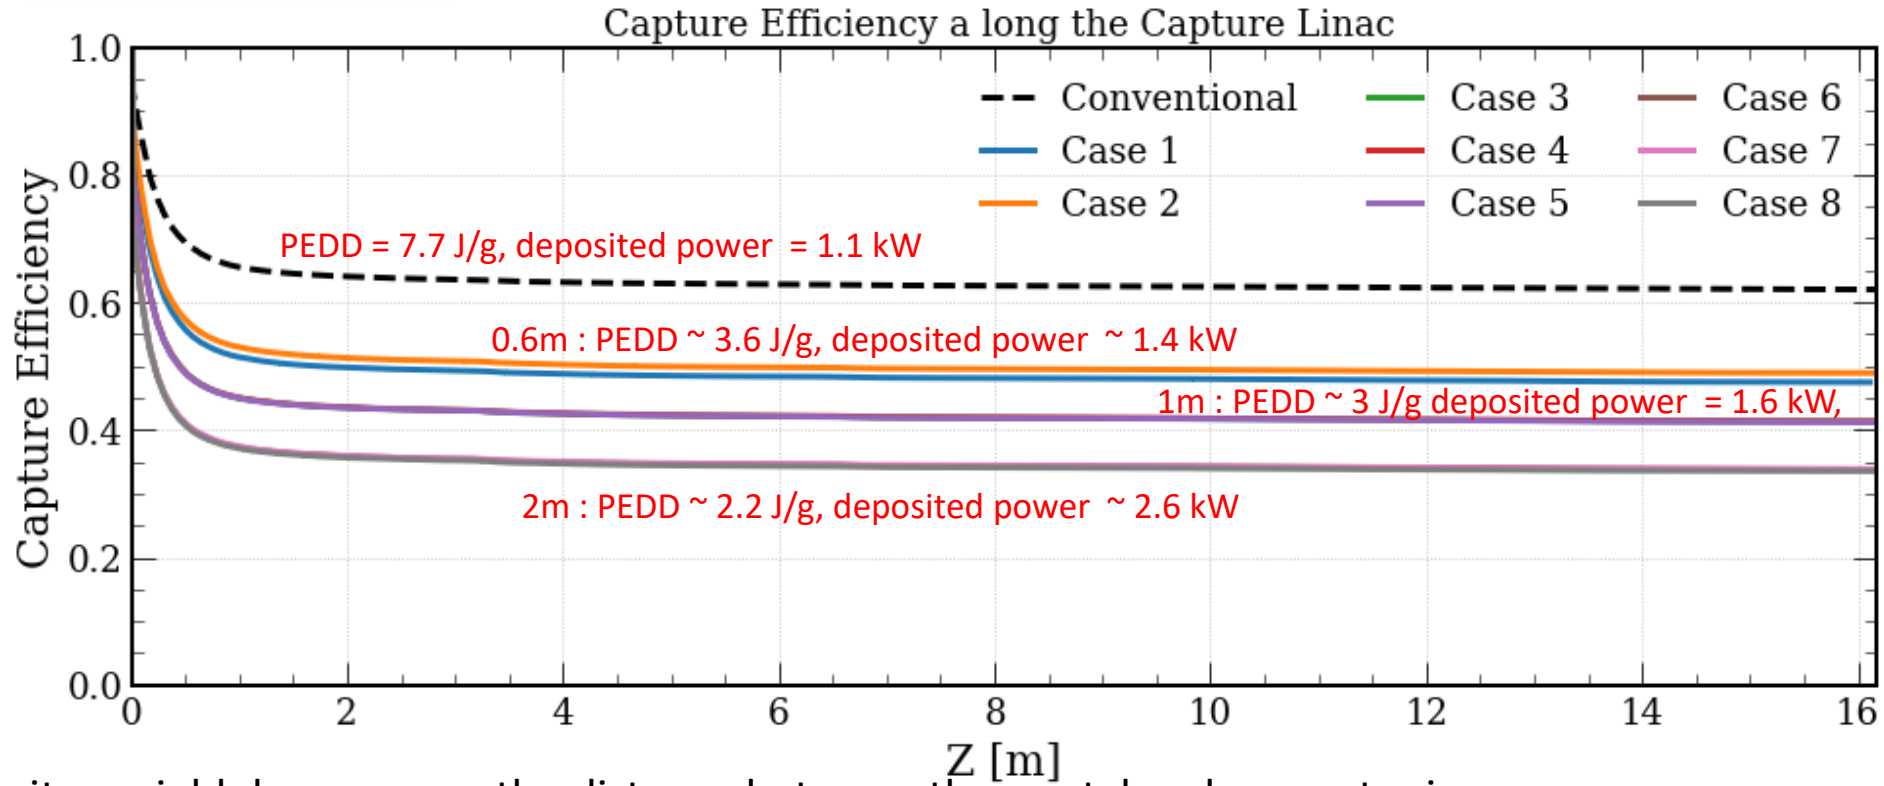 Capture Efficiency a long the Capture Linac
Capture Efficiency
1.0
0.8
0.6
0.4
0.2
0.0
Conventional
Case 1
Case 2
Case 3
Case 4
Case 5
Case 6
Case 7
Case 8
PEDD = 7.7 J/g, deposited power = 1.1 kW
0.6m : PEDD ~ 3.6 J/g, deposited power ~ 1.4 kW
1m : PEDD ~ 3 J/g deposited power = 1.6 kW,
2m : PEDD ~ 2.2 J/g, deposited power ~ 2.6 kW
0 2 4 6 8 10 12 14 16
Z [m]